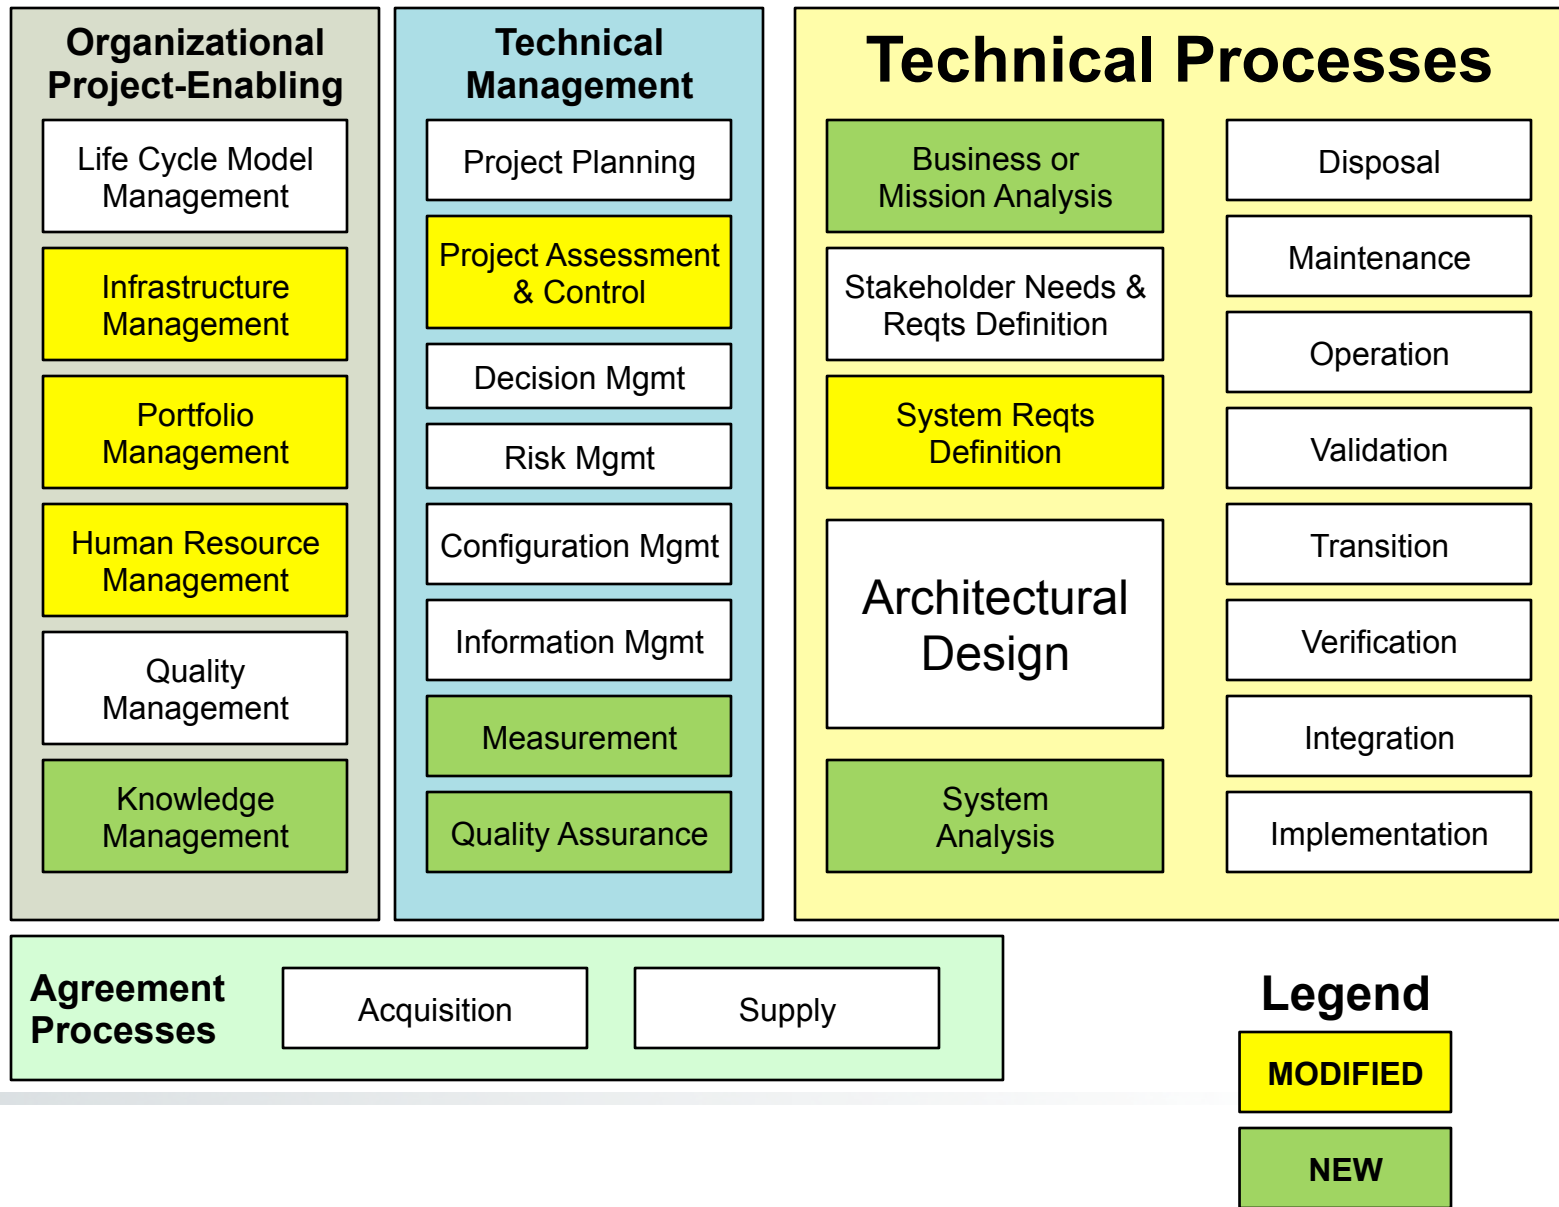 Organizational
Project-Enabling
Life Cycle Model
Management
Infrastructure
Management
Portfolio
Management
Human Resource
Management
Quality
Management
Knowledge
Management
Technical
Management
Project Planning
Project Assessment
& Control
Decision Mgmt
Risk Mgmt
Configuration Mgmt
Information Mgmt
Measurement
Quality Assurance
Technical Processes
Business or
Mission Analysis
Stakeholder Needs &
Reqts Definition
System Reqts
Definition
Architectural
Design
System
Analysis
Disposal
Maintenance
Operation
Validation
Transition
Verification
Integration
Implementation
Agreement
Processes
Acquisition
Supply
Legend
MODIFIED
NEW